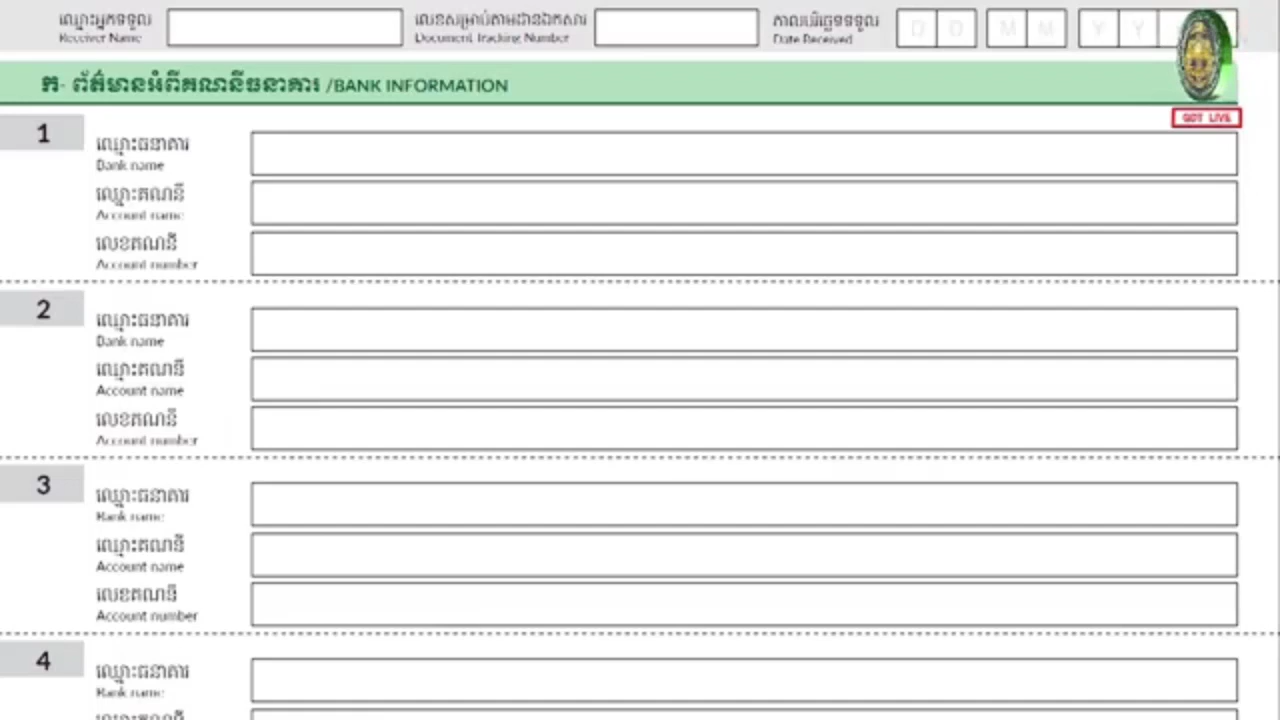 ឈ្មោះអ្នកទទួល
Receiver Name
លេខសម្រាប់តាមដានឯកសារ
Document Tracking Number
កាលបរិច្ឆេទទទួល
Date Received
D D M M Y Y
ក- ព័ត៌មានអំពីគណនីធនាគារ /BANK INFORMATION
GDT LIVE
1
ឈ្មោះធនាគារ
Bank name
ឈ្មោះគណនី
Account name
លេខគណនី
Account number
2
ឈ្មោះធនាគារ
Bank name
ឈ្មោះគណនី
Account name
លេខគណនី
Account number
3
ឈ្មោះធនាគារ
Bank name
ឈ្មោះគណនី
Account name
លេខគណនី
Account number
4
ឈ្មោះធនាគារ
Bank name
ឈ្មោះគណនី